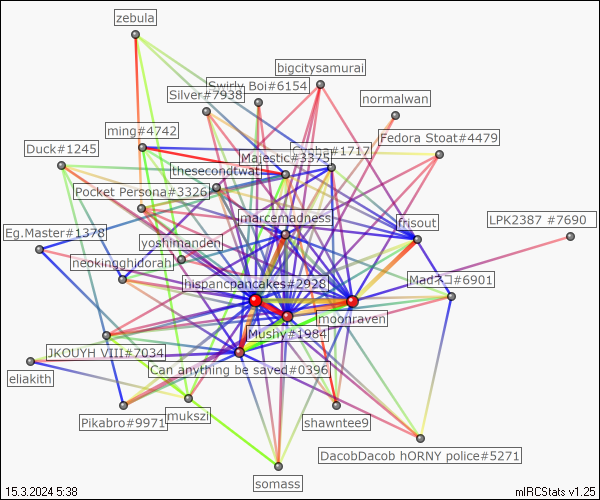 zebula
bigcitysamurai
Swirly Boi#6154
Silver#7938
normalwan
ming#4742
Fedora Stoat#4479
Duck#1245
Majestic#3375
#1717
thesecondtwat
Pocket Persona#3326
marcemadness
frisout
LPK2387 #7690
Eg.Master#1378
yoshimanden
neokingghidorah
hispancpancakes#2928
Madネコ#6901
moonraven
Mushy#1984
JKOUYH VIII#7034
Can anything be saved#0396
eliakith
Pikabro#9971
mukszi
shawntee9
DacobDacob hORNY police#5271
somass
15.3.2024 5:38
mIRCStats v1.25